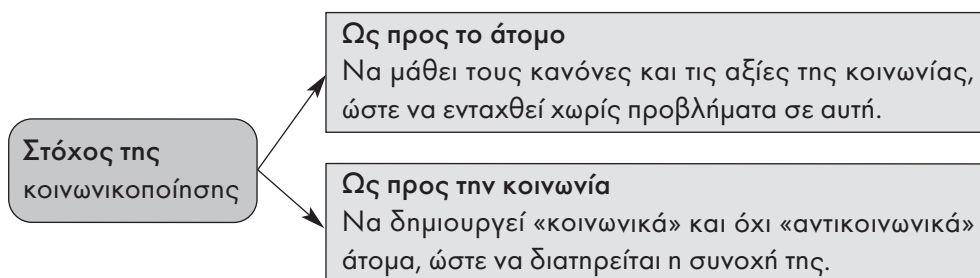 Ως προς το άτομο
Να μάθει τους κανόνες και τις αξίες της κοινωνίας,
ώστε να ενταχθεί χωρίς προβλήματα σε αυτή.
Στόχος της
κοινωνικοποίησης
Ως προς την κοινωνία
Να δημιουργεί «κοινωνικά» και όχι «αντικοινωνικά»
άτομα, ώστε να διατηρείται η συνοχή της.